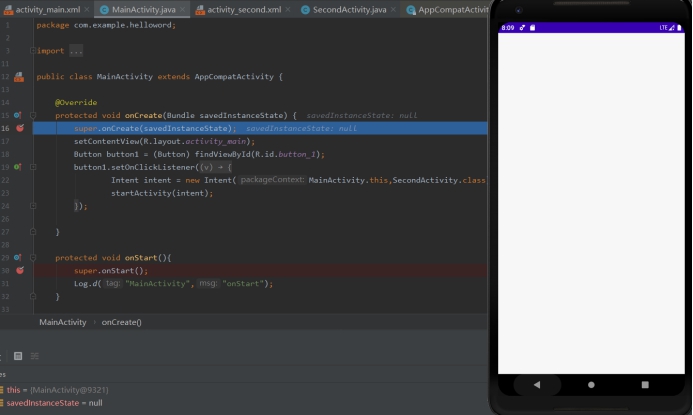 activity_main.xml × MainActivity.java × activity_second.xml × SecondActivity.java × AppCompatActivity
1 package com.example.helloword;
2
3 import ...
11
12 public class MainActivity extends AppCompatActivity {
13
14 @Override
15 protected void onCreate(Bundle savedInstanceState) { savedInstanceState: null
16 super.onCreate(savedInstanceState); savedInstanceState: null
17 setContentView(R.layout.activity_main);
18 Button button1 = (Button) findViewById(R.id.button_1);
19 button1.setOnClickListener((v) → {
22 Intent intent = new Intent( packageContext: MainActivity.this,SecondActivity.class
23 startActivity(intent);
24 });
26
27 }
28
29 protected void onStart(){
30 super.onStart();
31 Log.d( tag: "MainActivity", msg: "onStart");
32 }
33
MainActivity › onCreate()
es
this = {MainActivity@9321}
savedInstanceState = null
8:09
LTE